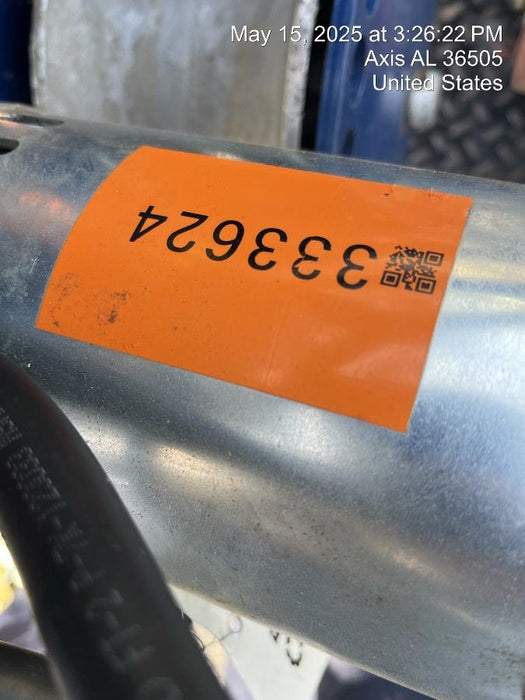 May 15, 2025 at 3:26:22 PM
Axis AL 36505
United States
333624